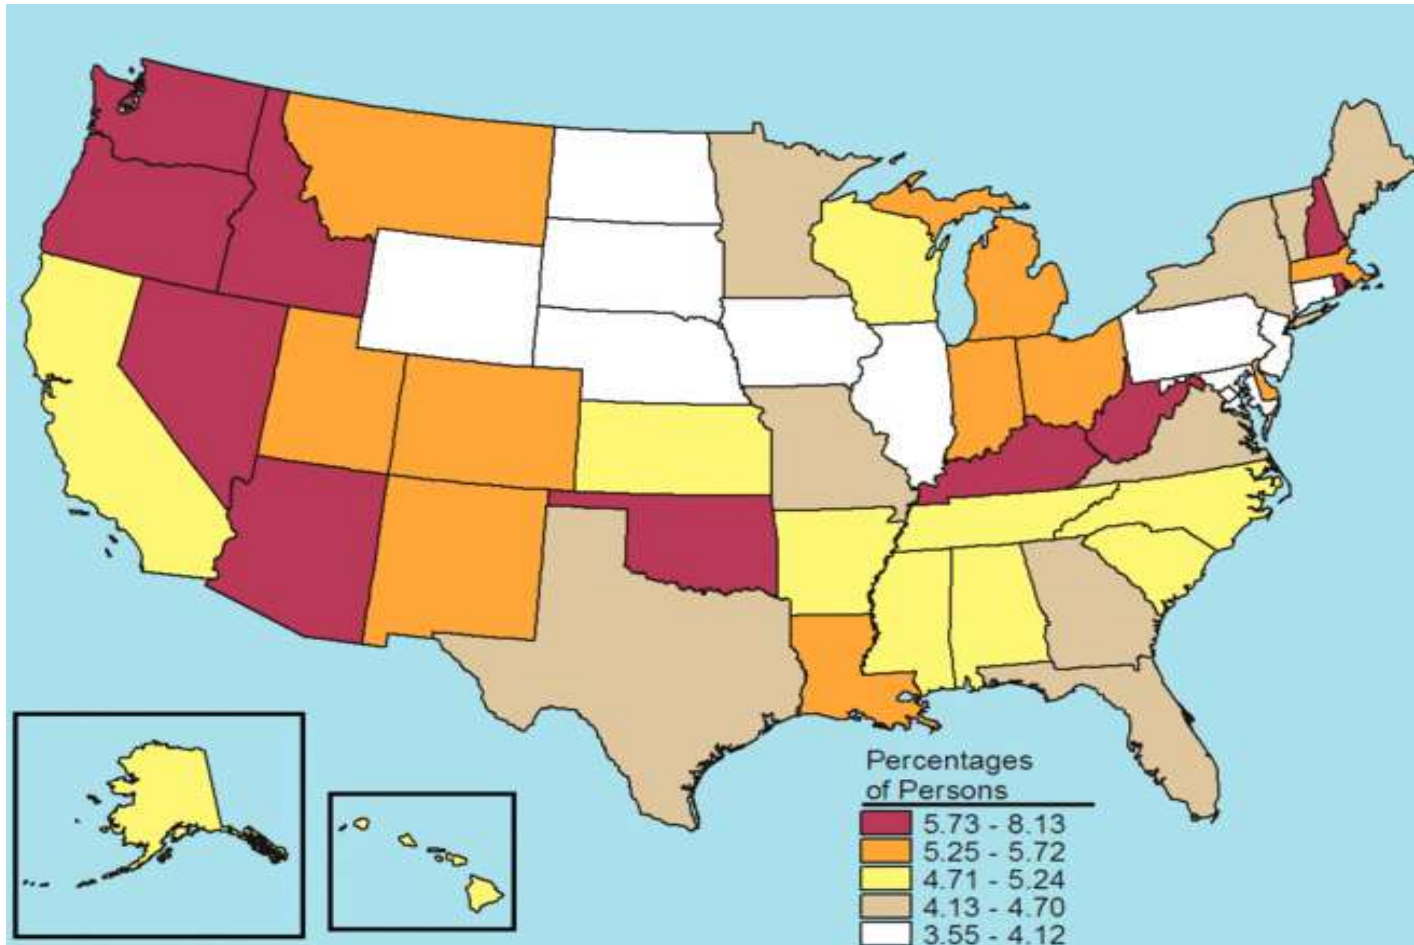 Percentages
of Persons
5.73 - 8.13
5.25 - 5.72
4.71 - 5.24
4.13 - 4.70
3.55 - 4.12